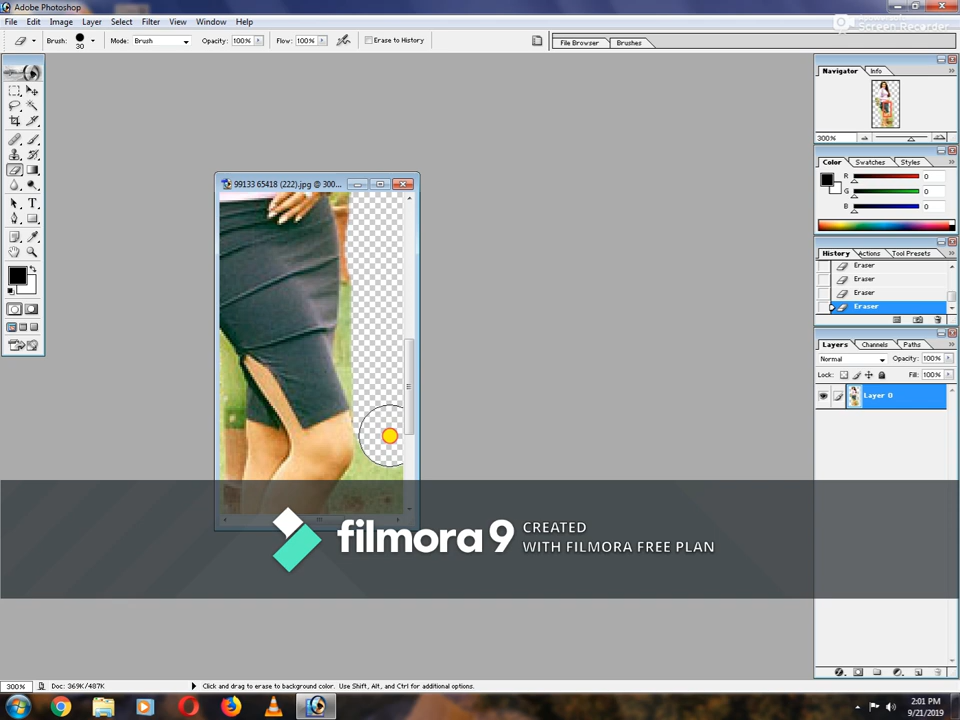 Adobe Photoshop
File Edit Image Layer Select Filter View Window Help
Brush: 30 Mode: Brush Opacity: 100% Flow: 100% Erase to History File Browser Brushes
Screen Recorder
Navigator Info
300%
Color Swatches Styles
R 0
G 0
B 0
History Actions Tool Presets
Eraser
Eraser
Eraser
Eraser
Layers Channels Paths
Normal Opacity: 100%
Lock: Fill: 100%
Layer 0
99133 65418 (222).jpg @ 300...
T
filmora9 CREATED
WITH FILMORA FREE PLAN
300% Doc: 369K/487K Click and drag to erase to background color. Use Shift, Alt, and Ctrl for additional options.
2:01 PM
9/21/2019